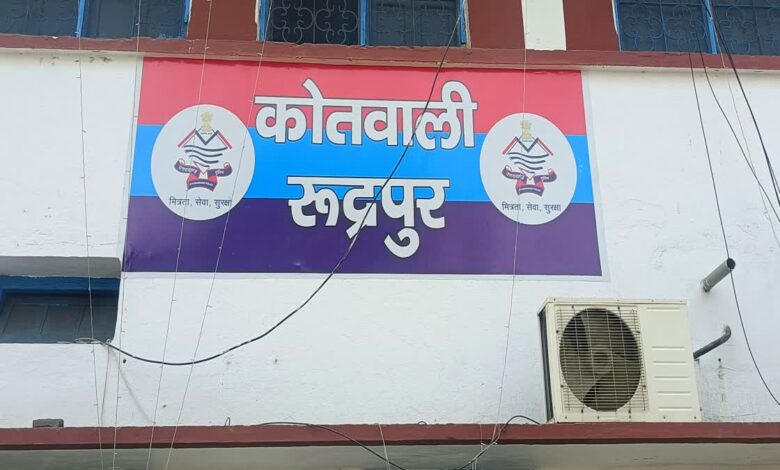 कोतवाली
रूद्रपुर
मित्रता, सेवा, सुरक्षा
मित्रता, सेवा, सुरक्षा